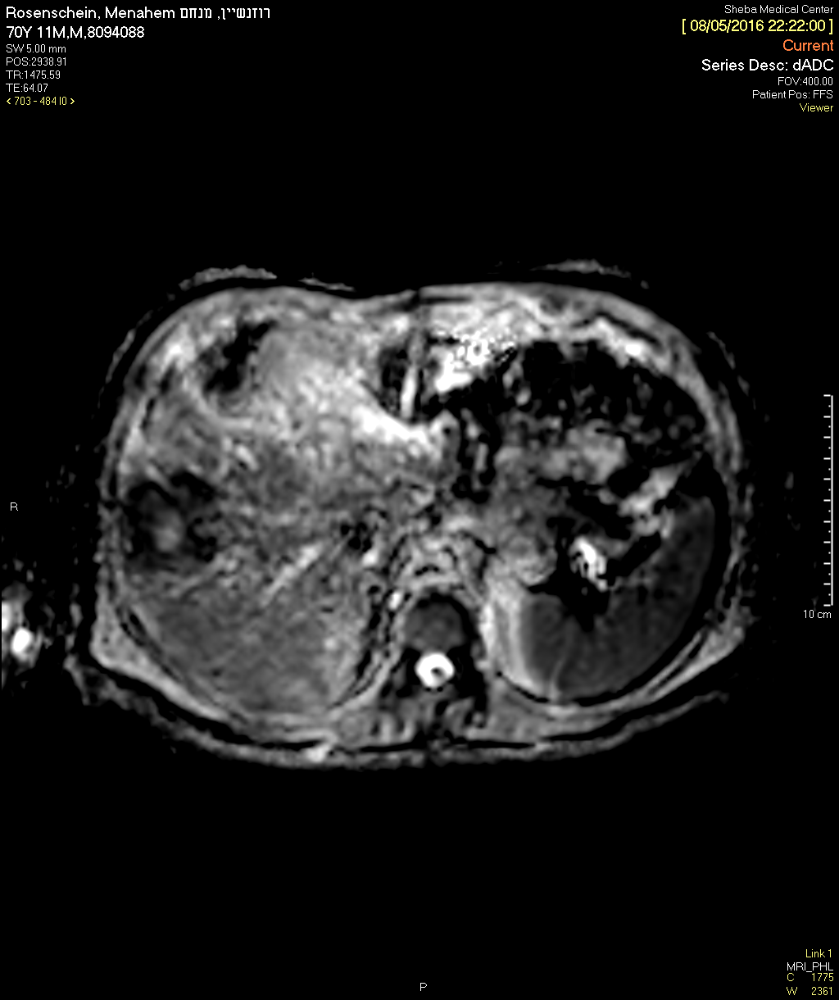 Rosenschein, Menahem רוזנשיין, מנחם
70Y 11M,M,8094088
SW 5.00 mm
POS:2938.91
TR:1475.59
TE:64.07
< 703 - 484 I0 >
Sheba Medical Center
[ 08/05/2016 22:22:00 ]
Current
Series Desc: dADC
FOV:400.00
Patient Pos: FFS
Viewer
R
10 cm
P
Link 1
MRI_PHL
C 1775
W 2361